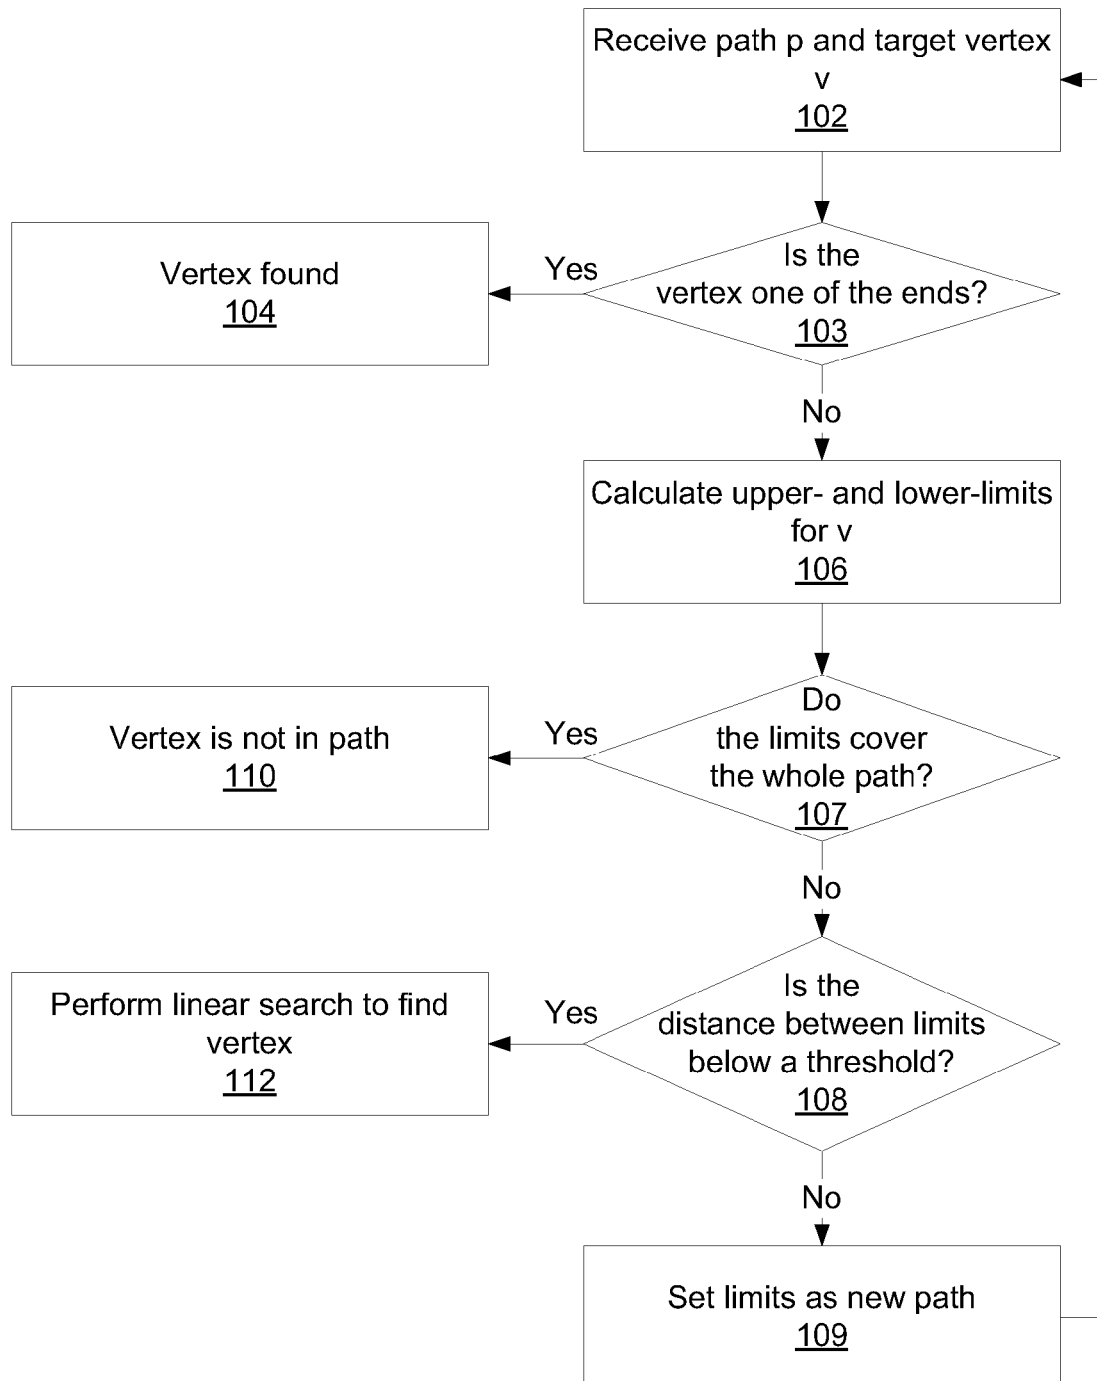 Receive path p and target vertex
v
102
Is the
vertex one of the ends?
103
Yes
Vertex found
104
No
Calculate upper- and lower-limits
for v
106
Do
the limits cover
the whole path?
107
Yes
Vertex is not in path
110
No
Is the
distance between limits
below a threshold?
108
Yes
Perform linear search to find
vertex
112
No
Set limits as new path
109